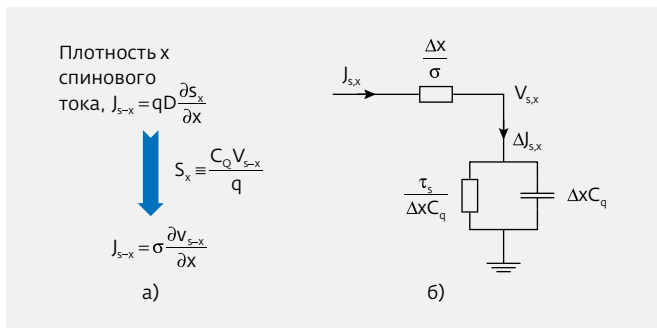 Плотность x
спинового
тока, J_{s–x} = qD ∂s_x/∂x
S_x ≡ C_Q V_{s–x}/q
J_{s–x} = σ ∂v_{s–x}/∂x
а)
J_{s,x}
Δx/σ
V_{s,x}
ΔJ_{s,x}
τ_s/ΔxC_q
ΔxC_q
б)